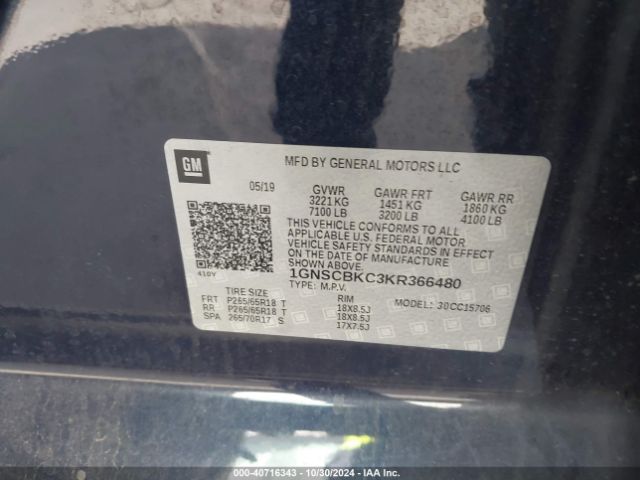 GM
MFD BY GENERAL MOTORS LLC
05/19 GVWR GAWR FRT GAWR RR
3221 KG 1451 KG 1860 KG
7100 LB 3200 LB 4100 LB
THIS VEHICLE CONFORMS TO ALL
APPLICABLE U.S. FEDERAL MOTOR
VEHICLE SAFETY STANDARDS IN EFFECT
ON THE DATE OF MANUFACTURE
SHOWN ABOVE.
1GNSCBKC3KR366480
410Y TYPE: M.P.V. MODEL:
TIRE SIZE RIM
FRT P265/65R18 T 18X8.5J
RR P265/65R18 T 18X8.5J
SPA 265/70R17 S 17X7.5J
© - 40716343 - 10/30/2024 - IAA Inc.